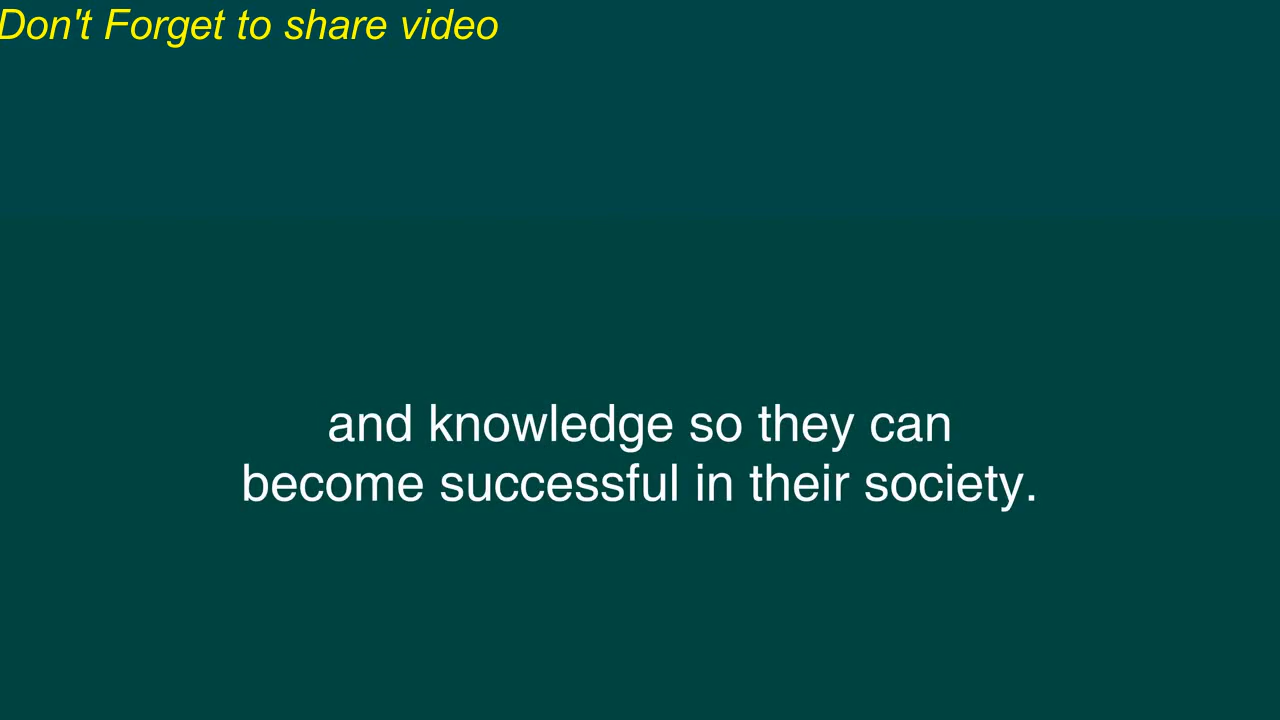 Don't Forget to share video
and knowledge so they can
become successful in their society.